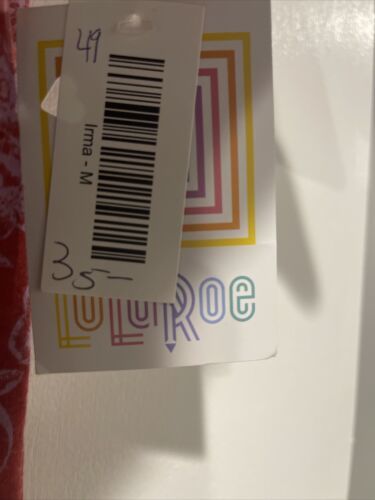 49
Irma - M
35-
LuLaRoe